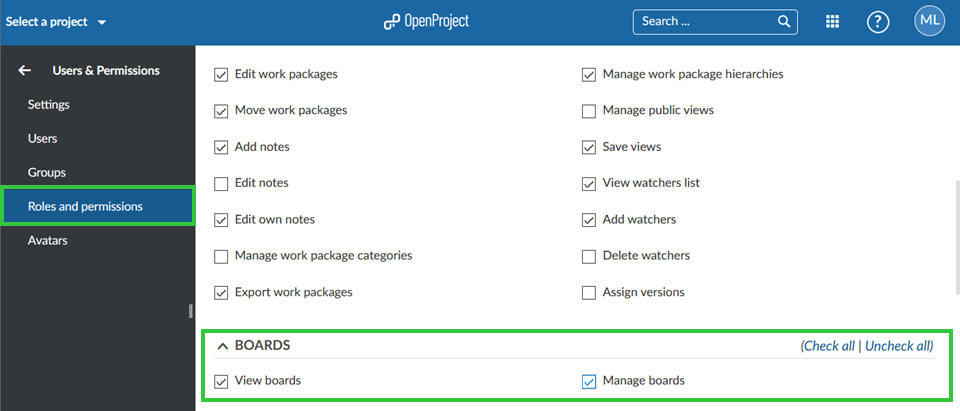 Select a project
OpenProject
Search ...
?
ML
Users & Permissions
Settings
Users
Groups
Roles and permissions
Avatars
Edit work packages
Manage work package hierarchies
Move work packages
Manage public views
Add notes
Save views
Edit notes
View watchers list
Edit own notes
Add watchers
Manage work package categories
Delete watchers
Export work packages
Assign versions
BOARDS
(Check all | Uncheck all)
View boards
Manage boards